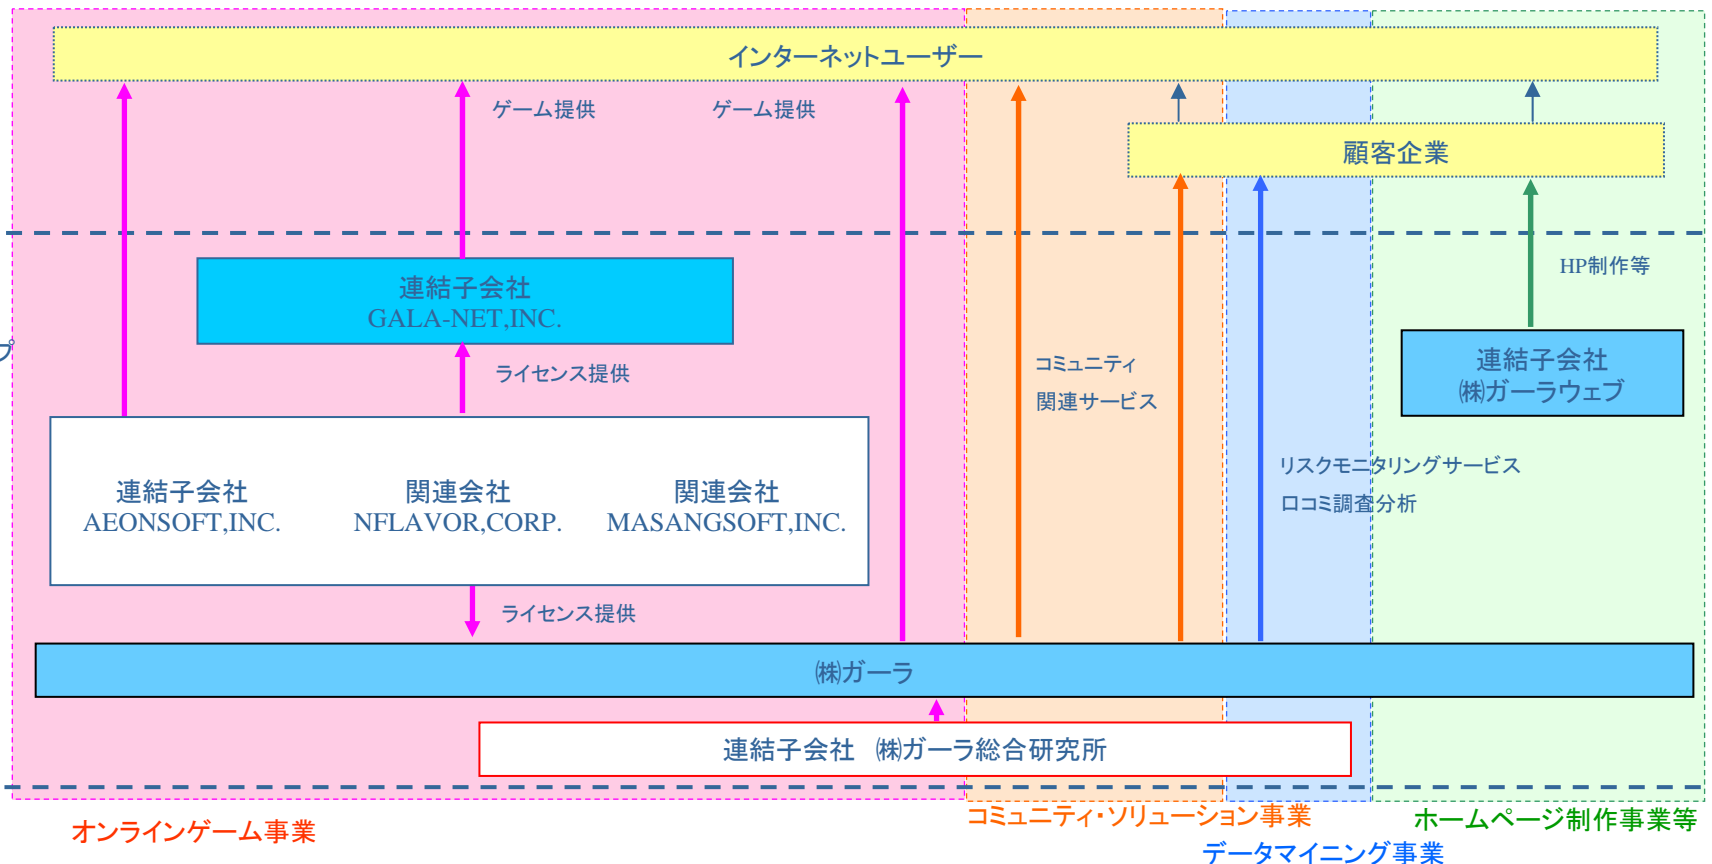 インターネットユーザー
ゲーム提供
ゲーム提供
顧客企業
連結子会社
GALA-NET,INC.
HP制作等
プ
ライセンス提供
コミュニティ
関連サービス
連結子会社
㈱ガーラウェブ
リスクモニタリングサービス
口コミ調査分析
連結子会社
AEONSOFT,INC.
関連会社
NFLAVOR,CORP.
関連会社
MASANGSOFT,INC.
ライセンス提供
㈱ガーラ
連結子会社 ㈱ガーラ総合研究所
オンラインゲーム事業
コミュニティ・ソリューション事業
データマイニング事業
ホームページ制作事業等